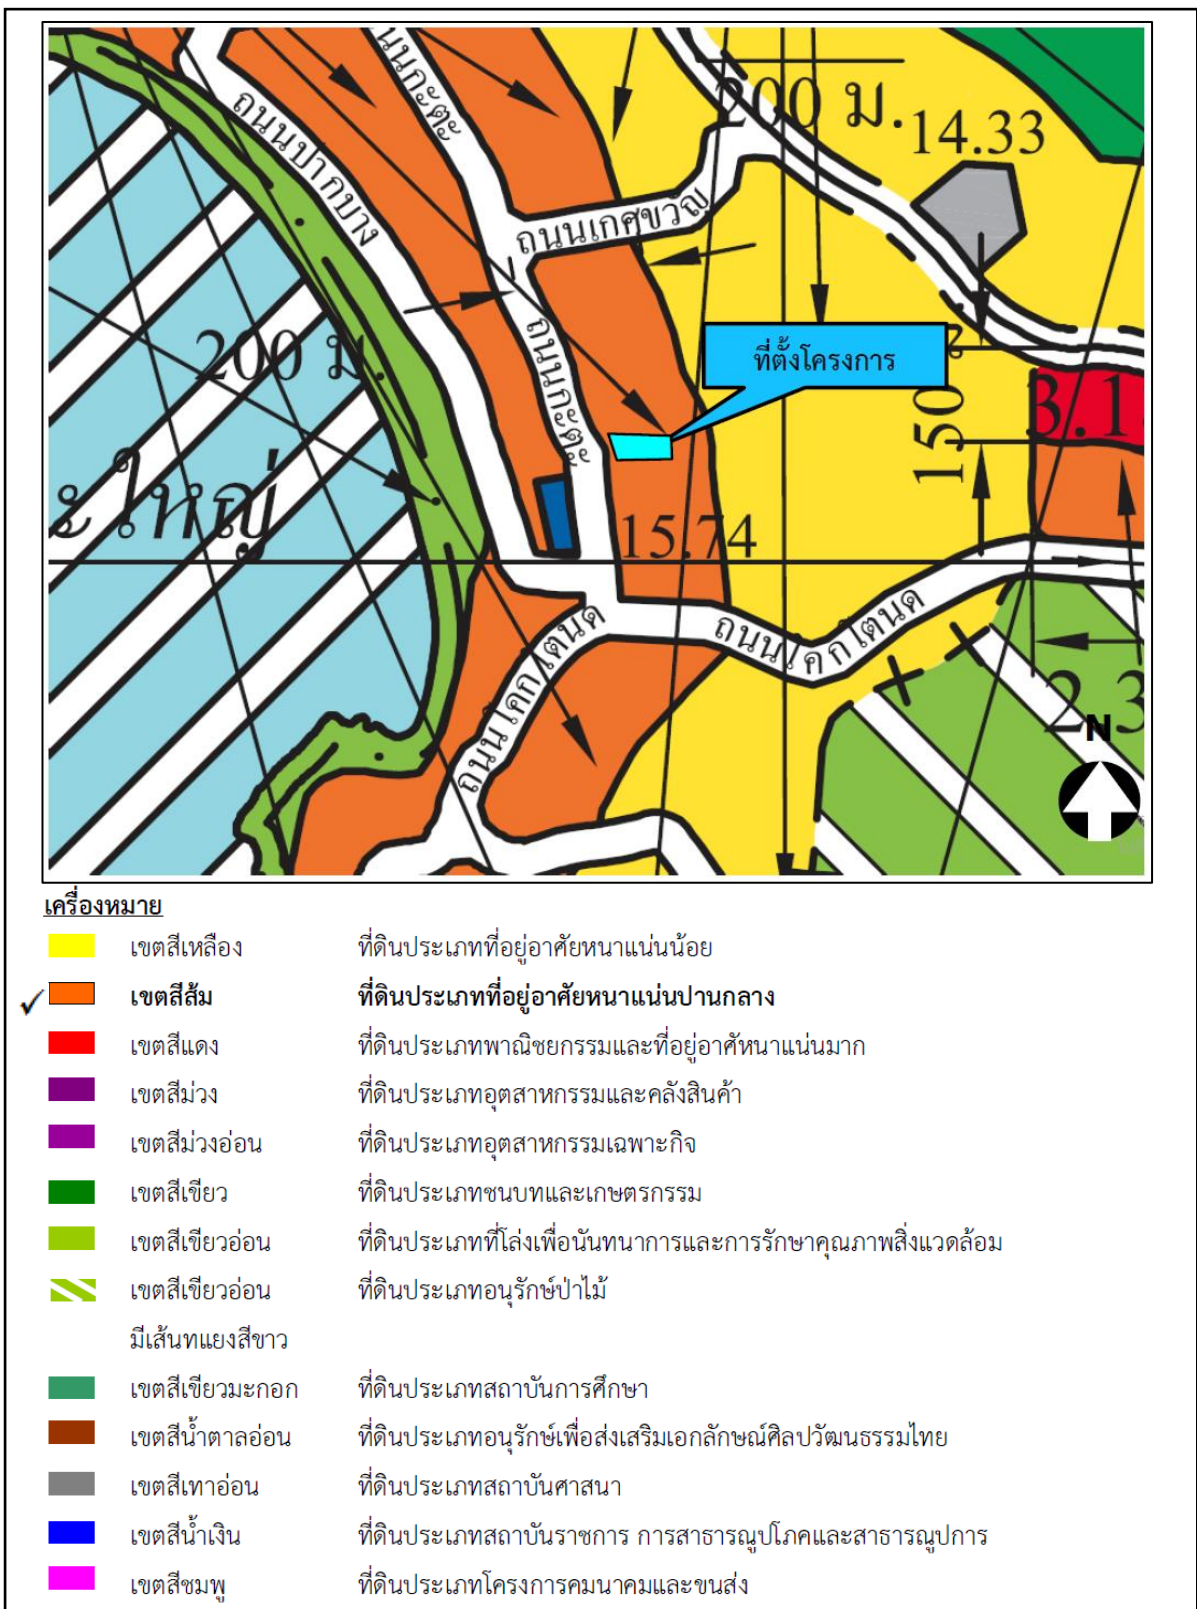 200 ม.
14.33
ถนนกะตะ
ถนนปากบาง
ถนนเกศขวัญ
200 ม.
ที่ตั้งโครงการ
ถนนกะตะ
150 ม.
3.1
ะใหญ่
15.74
ถนนโคกโตนด
ถนนโคกโตนด
2.3
N
เครื่องหมาย
เขตสีเหลือง ที่ดินประเภทที่อยู่อาศัยหนาแน่นน้อย
✓ เขตสีส้ม ที่ดินประเภทที่อยู่อาศัยหนาแน่นปานกลาง
เขตสีแดง ที่ดินประเภทพาณิชยกรรมและที่อยู่อาศัหนาแน่นมาก
เขตสีม่วง ที่ดินประเภทอุตสาหกรรมและคลังสินค้า
เขตสีม่วงอ่อน ที่ดินประเภทอุตสาหกรรมเฉพาะกิจ
เขตสีเขียว ที่ดินประเภทชนบทและเกษตรกรรม
เขตสีเขียวอ่อน ที่ดินประเภทที่โล่งเพื่อนันทนาการและการรักษาคุณภาพสิ่งแวดล้อม
เขตสีเขียวอ่อน ที่ดินประเภทอนุรักษ์ป่าไม้
มีเส้นทแยงสีขาว
เขตสีเขียวมะกอก ที่ดินประเภทสถาบันการศึกษา
เขตสีน้ำตาลอ่อน ที่ดินประเภทอนุรักษ์เพื่อส่งเสริมเอกลักษณ์ศิลปวัฒนธรรมไทย
เขตสีเทาอ่อน ที่ดินประเภทสถาบันศาสนา
เขตสีน้ำเงิน ที่ดินประเภทสถาบันราชการ การสาธารณูปโภคและสาธารณูปการ
เขตสีชมพู ที่ดินประเภทโครงการคมนาคมและขนส่ง